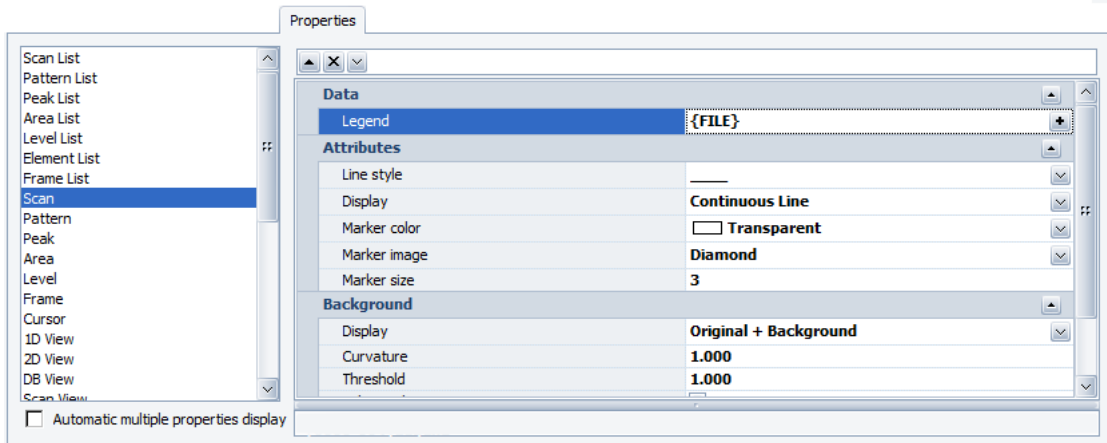 Properties
Scan List
Pattern List
Peak List
Area List
Level List
Element List
Frame List
Scan
Pattern
Peak
Area
Level
Frame
Cursor
1D View
2D View
DB View
Scan View
Automatic multiple properties display
Data
Legend {FILE}
Attributes
Line style
Display Continuous Line
Marker color Transparent
Marker image Diamond
Marker size 3
Background
Display Original + Background
Curvature 1.000
Threshold 1.000